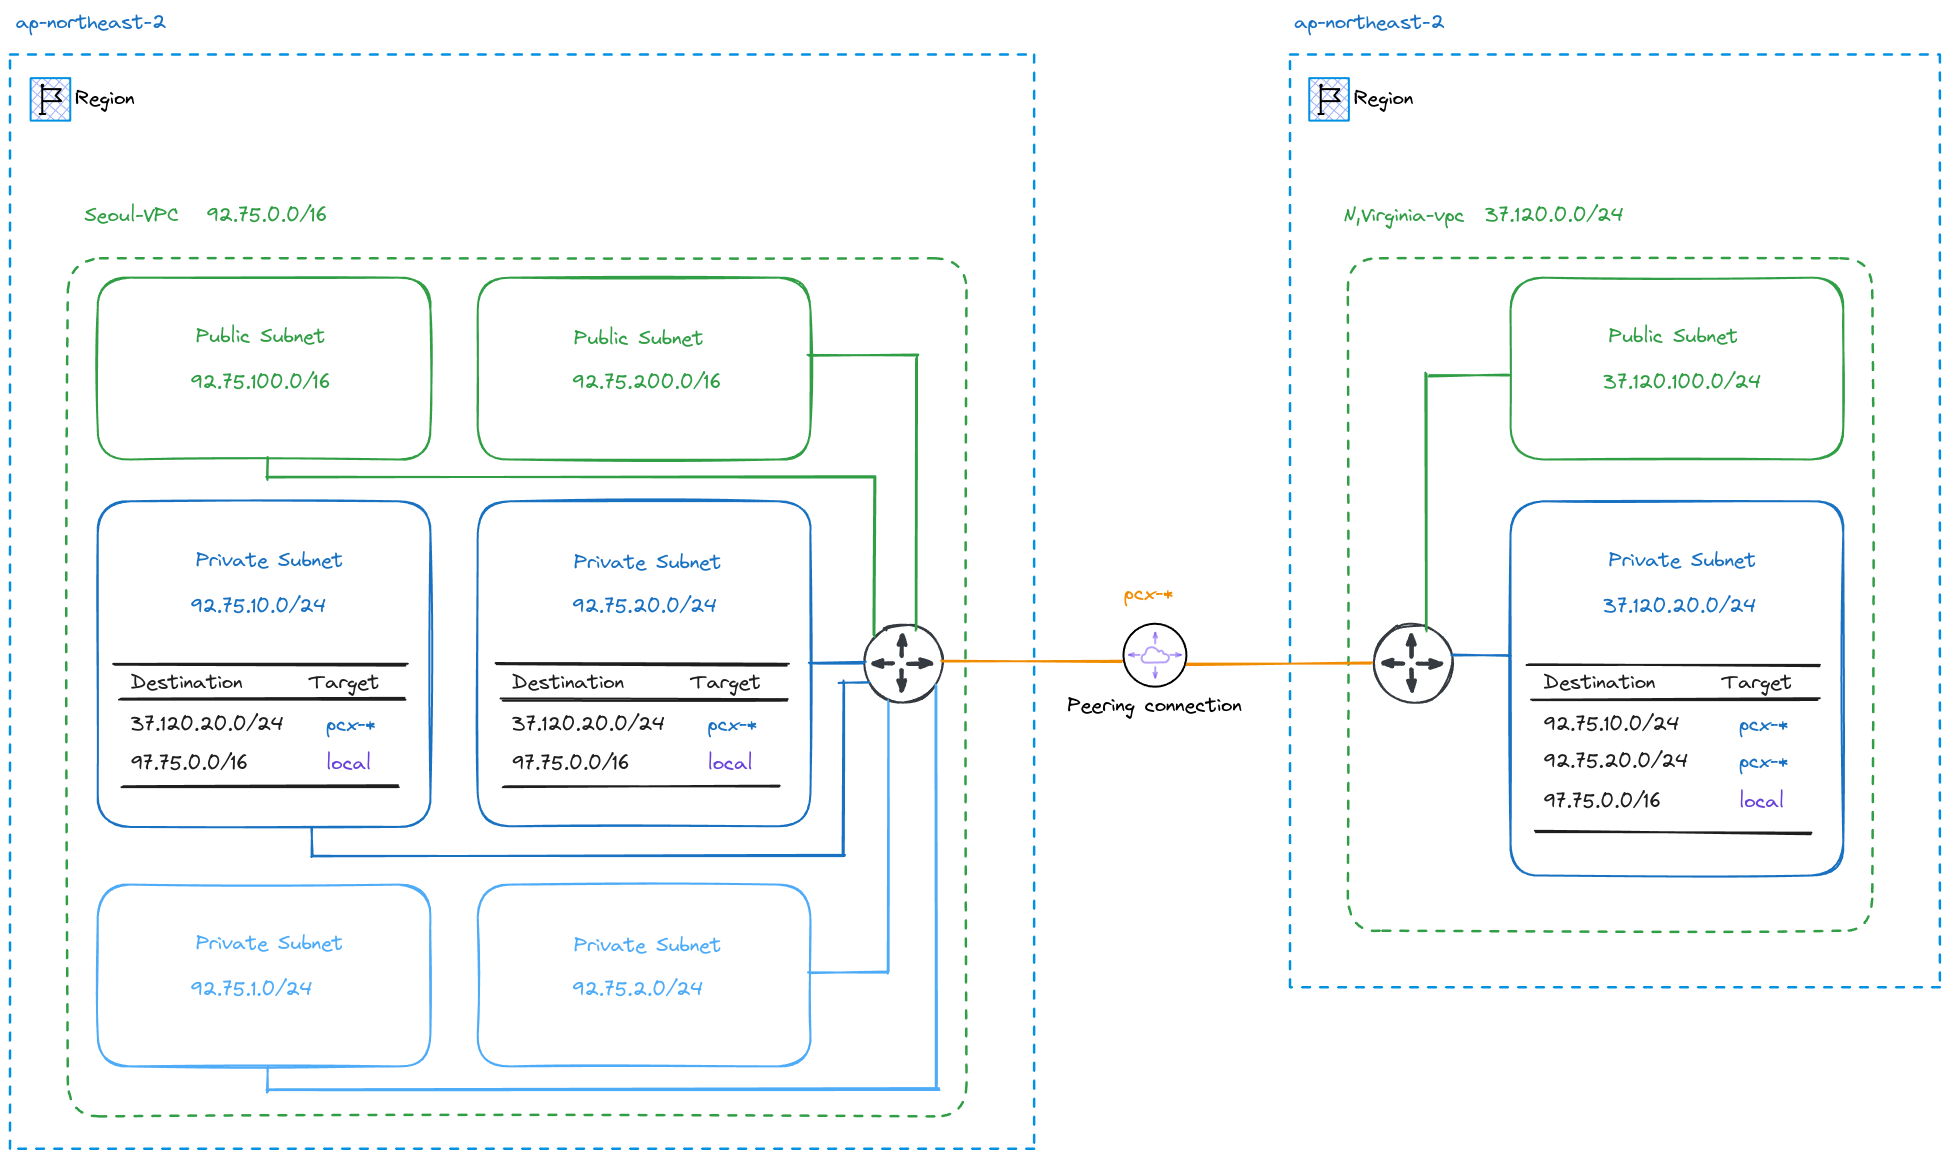 ap-northeast-2
Region
Seoul-VPC 92.75.0.0/16
Public Subnet
92.75.100.0/16
Public Subnet
92.75.200.0/16
Private Subnet
92.75.10.0/24
Destination Target
37.120.20.0/24 pcx-*
97.75.0.0/16 local
Private Subnet
92.75.20.0/24
Destination Target
37.120.20.0/24 pcx-*
97.75.0.0/16 local
Private Subnet
92.75.1.0/24
Private Subnet
92.75.2.0/24
pcx-*
Peering connection
ap-northeast-2
Region
N,Virginia-vpc 37.120.0.0/24
Public Subnet
37.120.100.0/24
Private Subnet
37.120.20.0/24
Destination Target
92.75.10.0/24 pcx-*
92.75.20.0/24 pcx-*
97.75.0.0/16 local